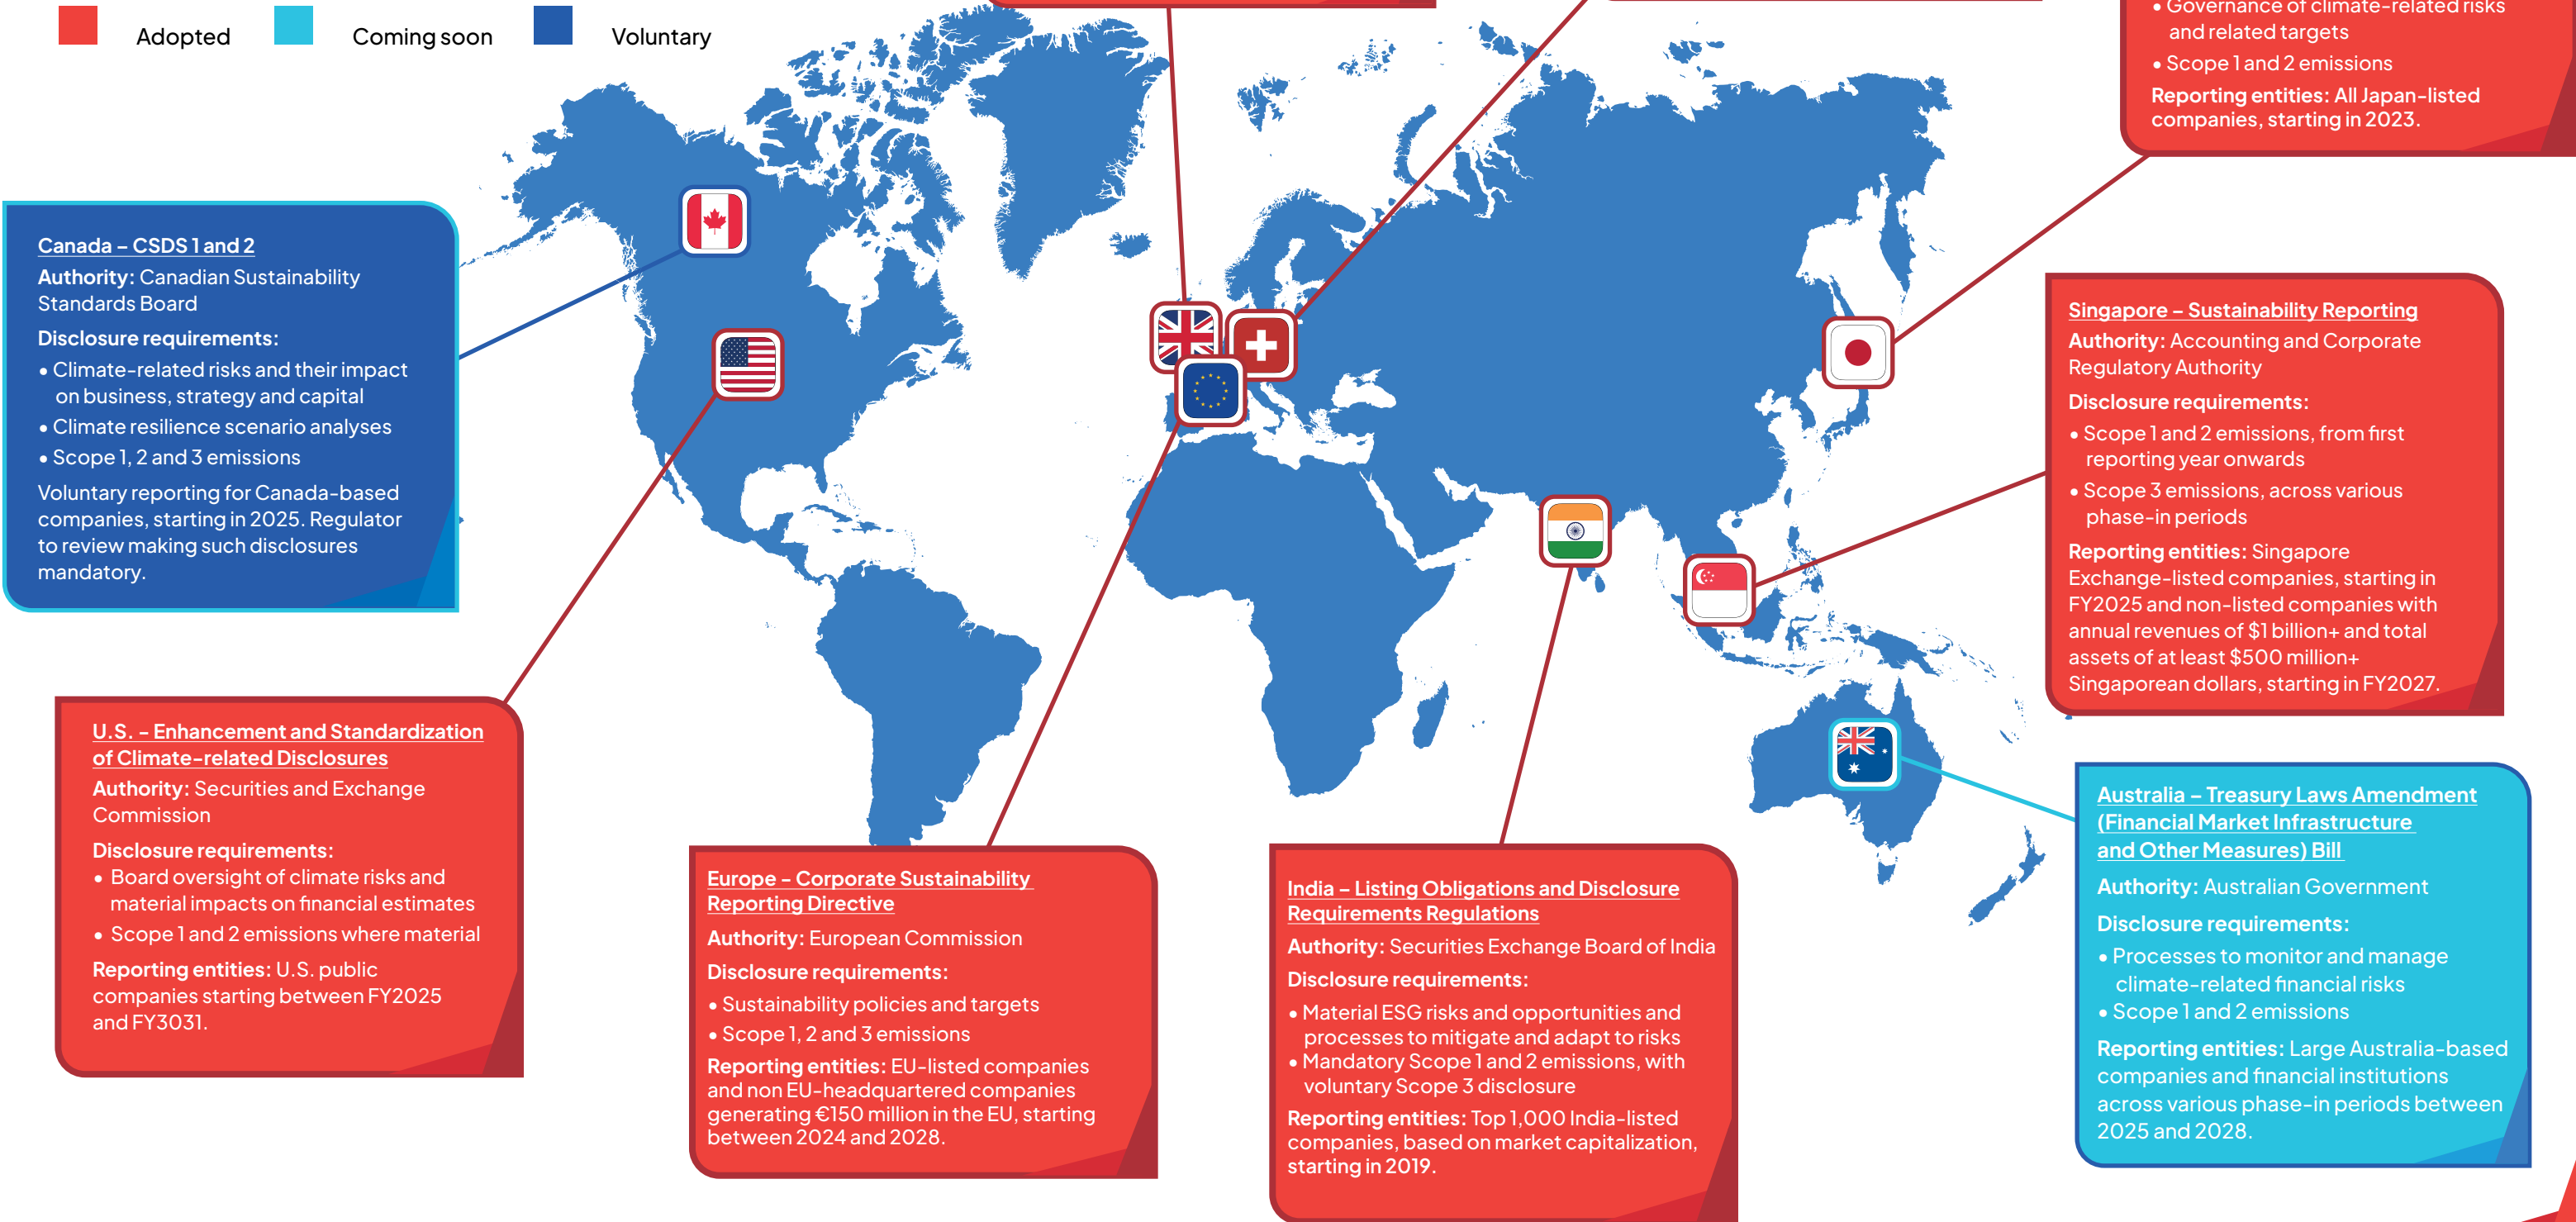 Adopted
Coming soon
Voluntary
• Governance of climate-related risks
and related targets
• Scope 1 and 2 emissions
Reporting entities: All Japan-listed
companies, starting in 2023.
Canada – CSDS 1 and 2
Authority: Canadian Sustainability
Standards Board
Disclosure requirements:
• Climate-related risks and their impact
on business, strategy and capital
• Climate resilience scenario analyses
• Scope 1, 2 and 3 emissions
Voluntary reporting for Canada-based
companies, starting in 2025. Regulator
to review making such disclosures
mandatory.
Singapore – Sustainability Reporting
Authority: Accounting and Corporate
Regulatory Authority
Disclosure requirements:
• Scope 1 and 2 emissions, from first
reporting year onwards
• Scope 3 emissions, across various
phase-in periods
Reporting entities: Singapore
Exchange-listed companies, starting in
FY2025 and non-listed companies with
annual revenues of $1 billion+ and total
assets of at least $500 million+
Singaporean dollars, starting in FY2027.
U.S. - Enhancement and Standardization
of Climate-related Disclosures
Authority: Securities and Exchange
Commission
Disclosure requirements:
• Board oversight of climate risks and
material impacts on financial estimates
• Scope 1 and 2 emissions where material
Reporting entities: U.S. public
companies starting between FY2025
and FY3031.
Europe - Corporate Sustainability
Reporting Directive
Authority: European Commission
Disclosure requirements:
• Sustainability policies and targets
• Scope 1, 2 and 3 emissions
Reporting entities: EU-listed companies
and non EU-headquartered companies
generating €150 million in the EU, starting
between 2024 and 2028.
India – Listing Obligations and Disclosure
Requirements Regulations
Authority: Securities Exchange Board of India
Disclosure requirements:
• Material ESG risks and opportunities and
processes to mitigate and adapt to risks
• Mandatory Scope 1 and 2 emissions, with
voluntary Scope 3 disclosure
Reporting entities: Top 1,000 India-listed
companies, based on market capitalization,
starting in 2019.
Australia – Treasury Laws Amendment
(Financial Market Infrastructure
and Other Measures) Bill
Authority: Australian Government
Disclosure requirements:
• Processes to monitor and manage
climate-related financial risks
• Scope 1 and 2 emissions
Reporting entities: Large Australia-based
companies and financial institutions
across various phase-in periods between
2025 and 2028.